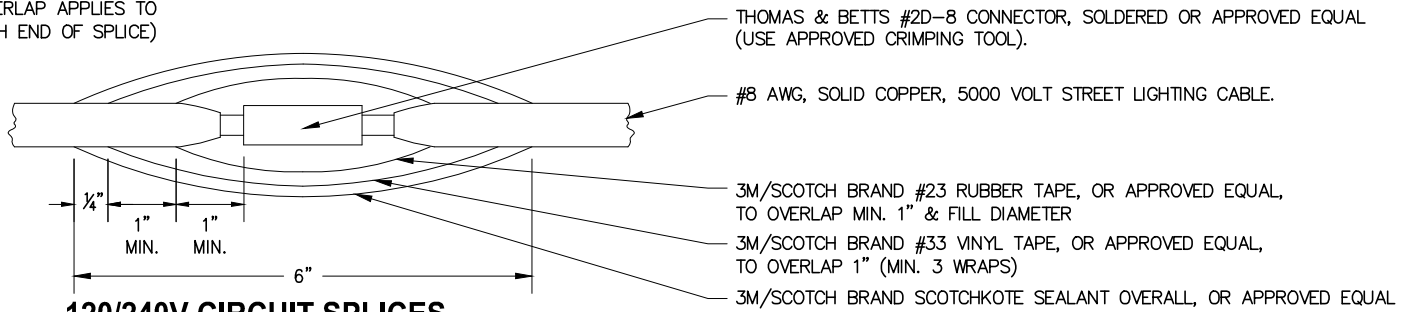 ERLAP APPLIES TO
H END OF SPLICE)
THOMAS & BETTS #2D-8 CONNECTOR, SOLDERED OR APPROVED EQUAL
(USE APPROVED CRIMPING TOOL).
#8 AWG, SOLID COPPER, 5000 VOLT STREET LIGHTING CABLE.
3M/SCOTCH BRAND #23 RUBBER TAPE, OR APPROVED EQUAL,
TO OVERLAP MIN. 1" & FILL DIAMETER
3M/SCOTCH BRAND #33 VINYL TAPE, OR APPROVED EQUAL,
TO OVERLAP 1" (MIN. 3 WRAPS)
3M/SCOTCH BRAND SCOTCHKOTE SEALANT OVERALL, OR APPROVED EQUAL
¼"
1"
MIN.
1"
MIN.
6"
120/240V CIRCUIT SPLICES